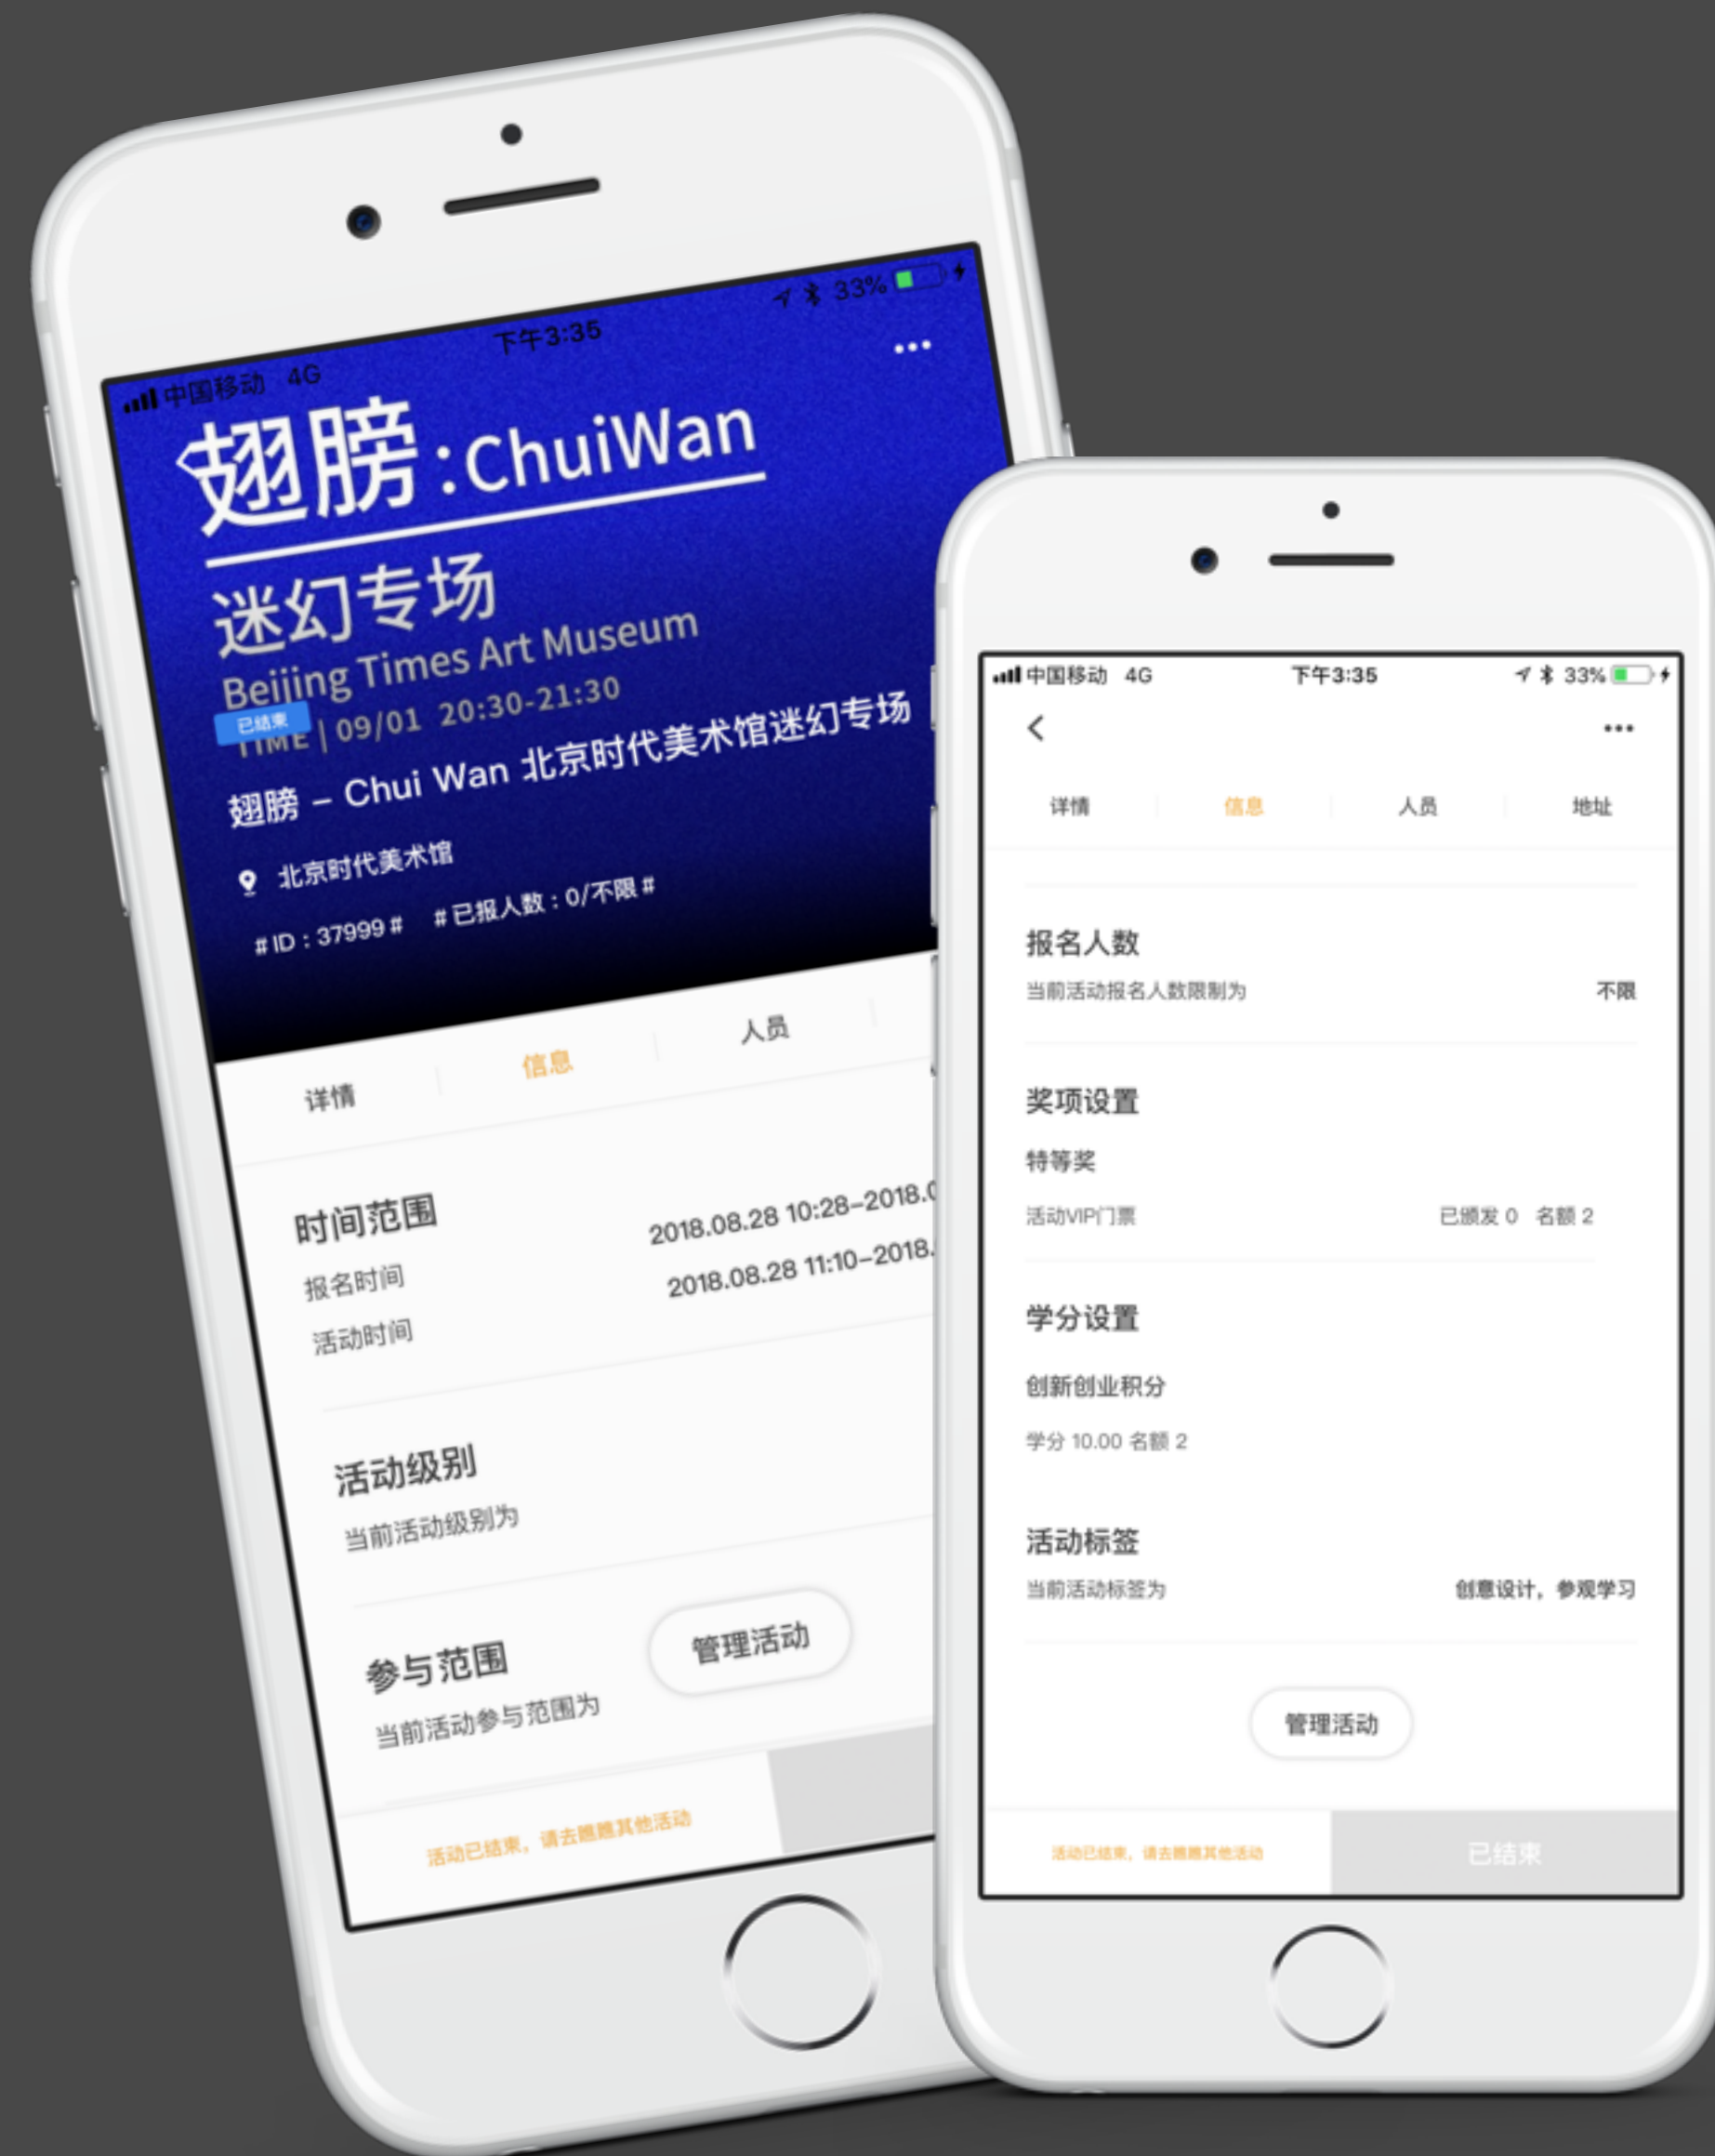 中国移动 4G 下午3:35 33%
翅膀:ChuiWan
迷幻专场
Beijing Times Art Museum
已结束
TIME | 09/01 20:30-21:30
翅膀 – Chui Wan 北京时代美术馆迷幻专场
北京时代美术馆
#ID：37999# #已报人数：0/不限#
详情 信息 人员
时间范围
报名时间 2018.08.28 10:28-2018.
活动时间 2018.08.28 11:10-2018.
活动级别
当前活动级别为
参与范围
当前活动参与范围为
管理活动
活动已结束，请去瞧瞧其他活动
中国移动 4G 下午3:35 33%
详情 信息 人员 地址
报名人数
当前活动报名人数限制为 不限
奖项设置
特等奖
活动VIP门票 已颁发 0 名额 2
学分设置
创新创业积分
学分 10.00 名额 2
活动标签
当前活动标签为 创意设计，参观学习
管理活动
活动已结束，请去瞧瞧其他活动 已结束